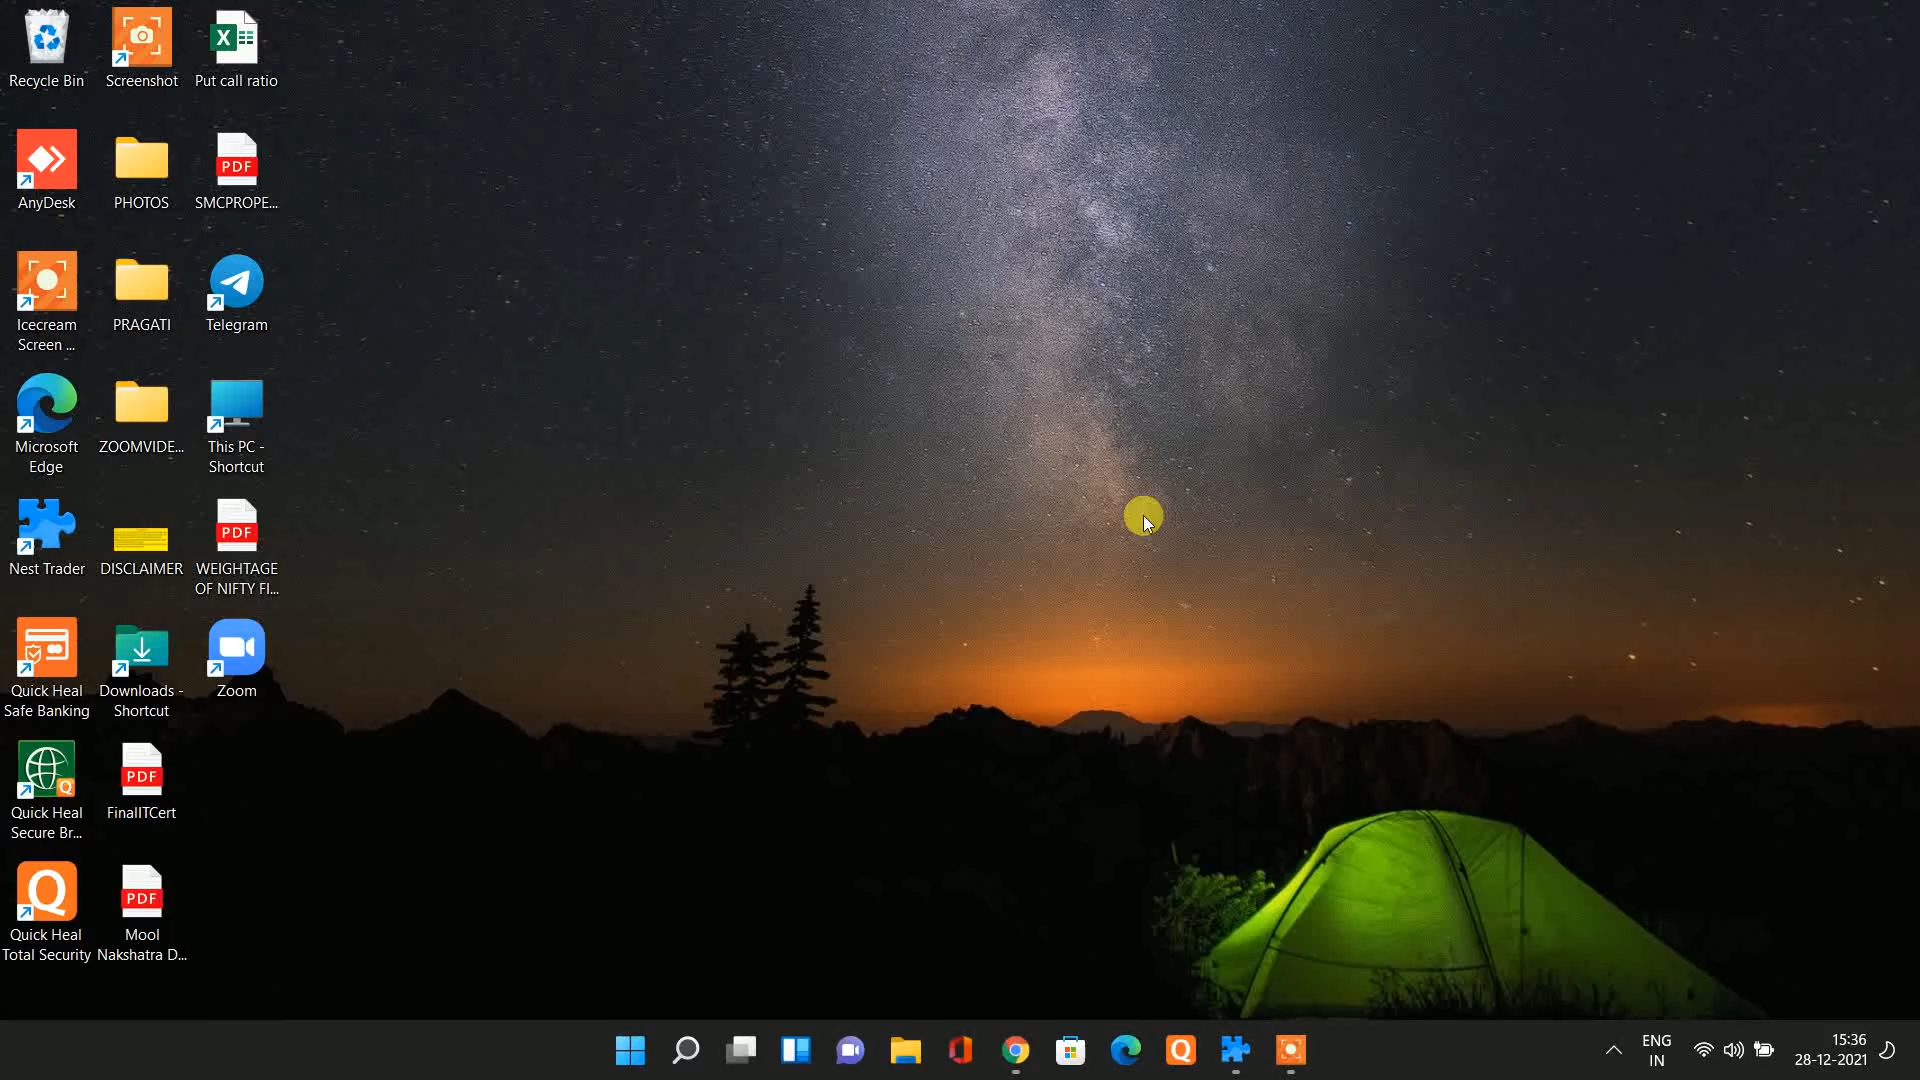 Recycle Bin
Screenshot
Put call ratio
AnyDesk
PHOTOS
PDF
SMCPROPE...
Icecream
Screen ...
PRAGATI
Telegram
Microsoft
Edge
ZOOMVIDE...
This PC -
Shortcut
Nest Trader
DISCLAIMER
PDF
WEIGHTAGE
OF NIFTY FI...
Quick Heal
Safe Banking
Downloads -
Shortcut
Zoom
Quick Heal
Secure Br...
PDF
FinalITCert
Quick Heal
Total Security
PDF
Mool
Nakshatra D...
ENG
IN
15:36
28-12-2021